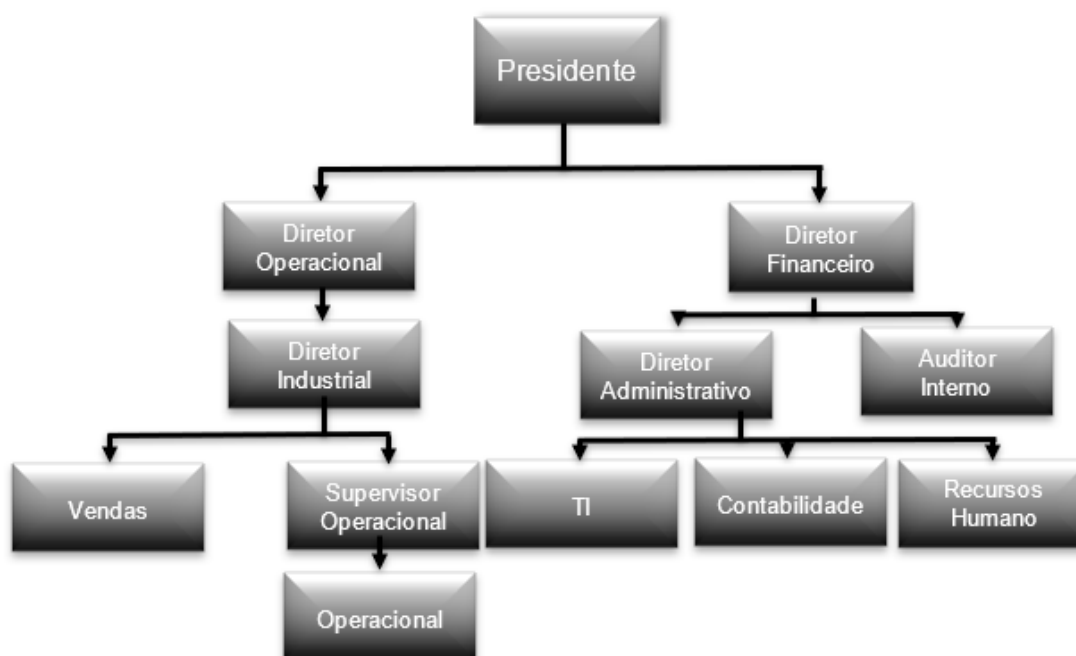 Presidente
Diretor
Operacional
Diretor
Financeiro
Diretor
Industrial
Diretor
Administrativo
Auditor
Interno
Vendas
Supervisor
Operacional
TI
Contabilidade
Recursos
Humano
Operacional